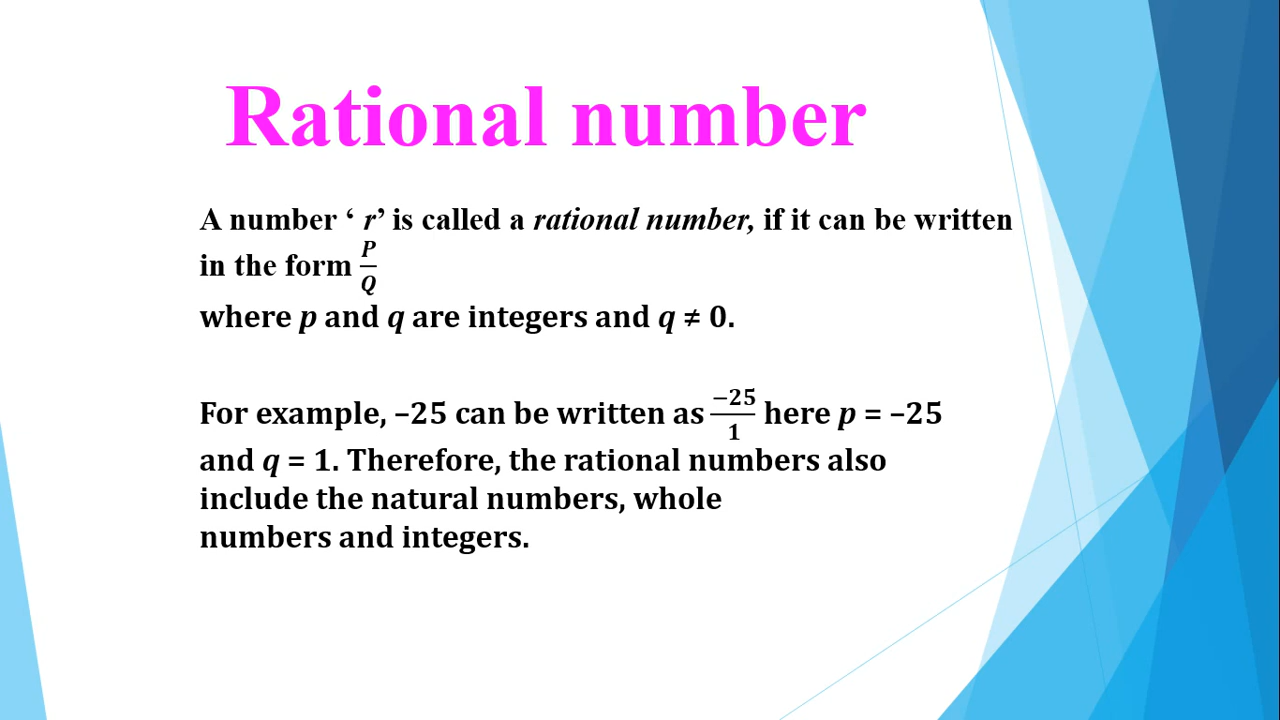 Rational number
A number ‘ r’ is called a rational number, if it can be written
in the form P/Q
where p and q are integers and q ≠ 0.
For example, –25 can be written as −25/1 here p = –25
and q = 1. Therefore, the rational numbers also
include the natural numbers, whole
numbers and integers.